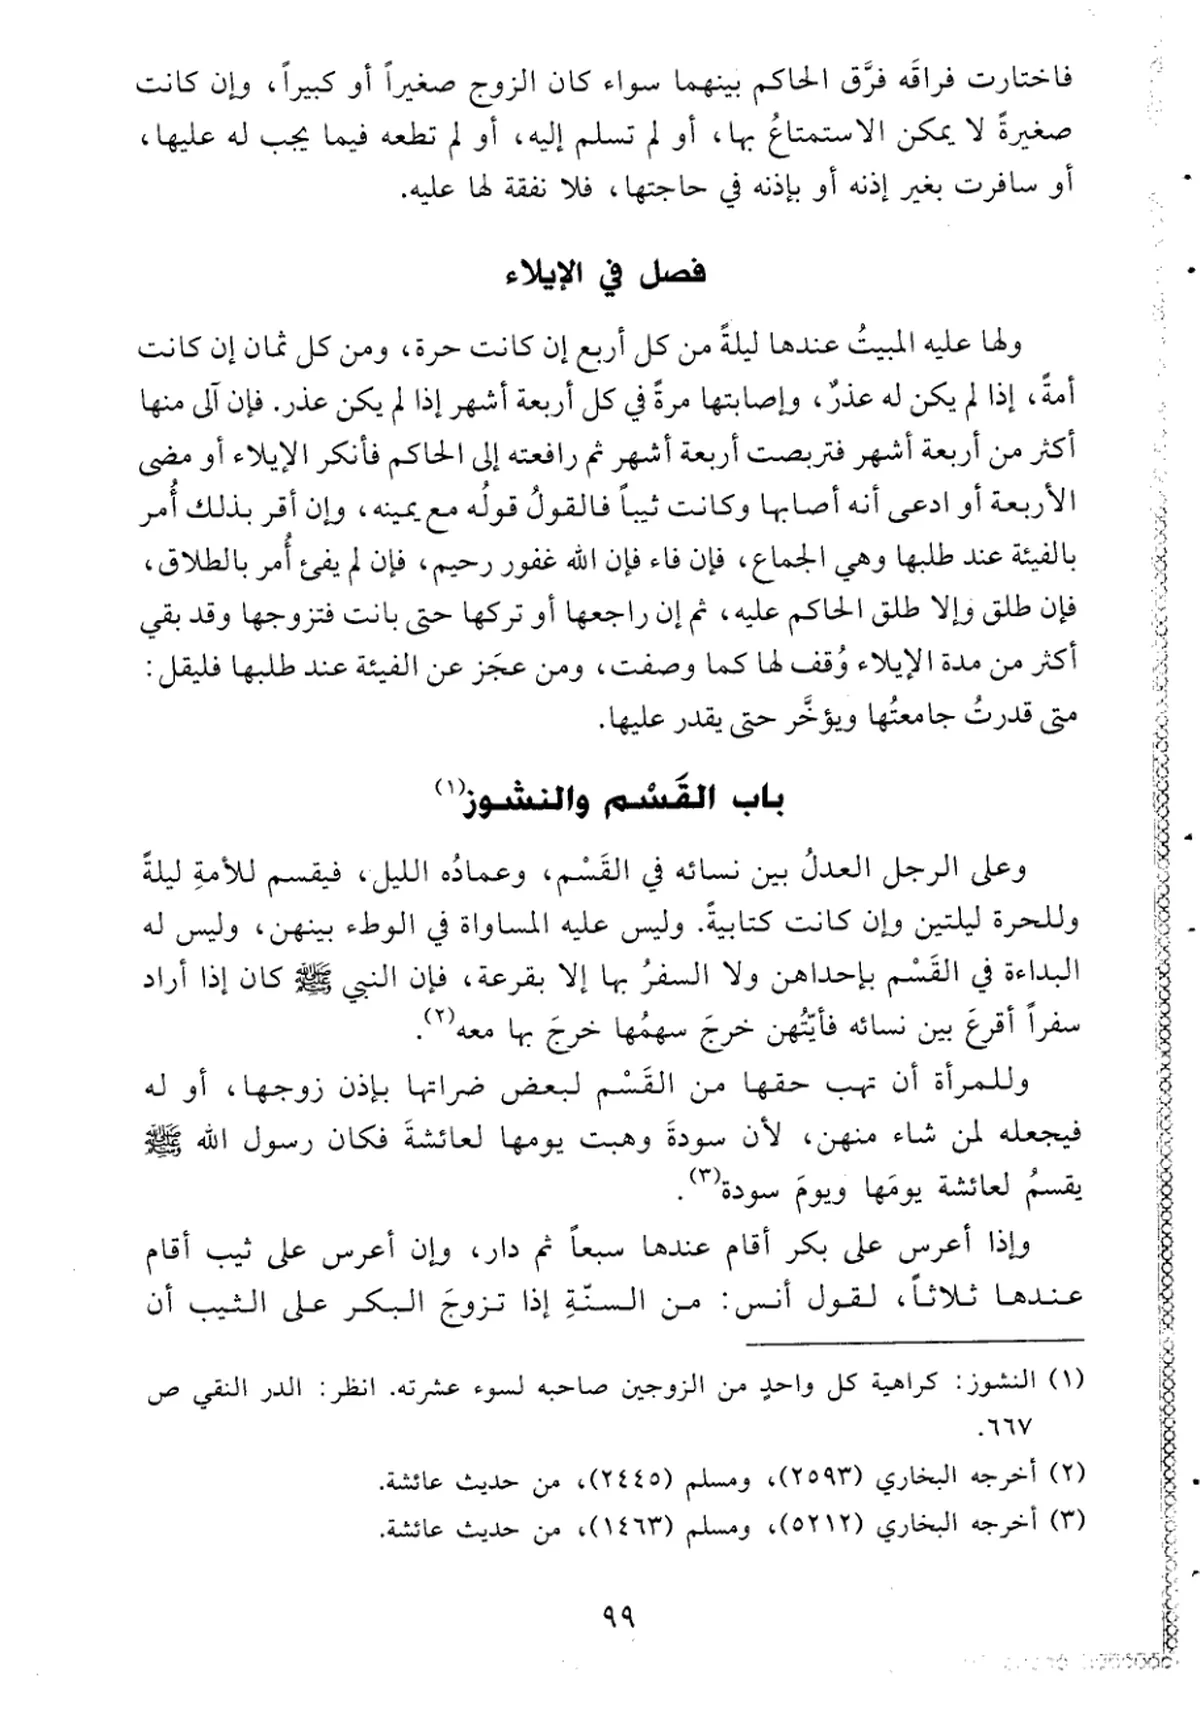 فاختارت فراقَه فرَّق الحاكم بينهما سواء كان الزوج صغيراً أو كبيراً، وإن كانت
صغيرةً لا يمكن الاستمتاعُ بها، أو لم تسلم إليه، أو لم تطعه فيما يجب له عليها،
أو سافرت بغير إذنه أو بإذنه في حاجتها، فلا نفقة لها عليه.
فصل في الإيلاء
ولها عليه المبيتُ عندها ليلةً من كل أربع إن كانت حرة، ومن كل ثمان إن كانت
أمةً، إذا لم يكن له عذرٌ، وإصابتها مرةً في كل أربعة أشهر إذا لم يكن عذر. فإن آلى منها
أكثر من أربعة أشهر فتربصت أربعة أشهر ثم رافعته إلى الحاكم فأنكر الإيلاء أو مضى
الأربعة أو ادعى أنه أصابها وكانت ثيباً فالقولُ قولُه مع يمينه، وإن أقر بذلك أُمر
بالفيئة عند طلبها وهي الجماع، فإن فاء فإن الله غفور رحيم، فإن لم يفئ أُمر بالطلاق،
فإن طلق وإلا طلق الحاكم عليه، ثم إن راجعها أو تركها حتى بانت فتزوجها وقد بقي
أكثر من مدة الإيلاء وُقف لها كما وصفت، ومن عجَز عن الفيئة عند طلبها فليقل:
متى قدرتُ جامعتُها ويؤخَّر حتى يقدر عليها.
باب القَسْم والنشوز(١)
وعلى الرجل العدلُ بين نسائه في القَسْم، وعمادُه الليل، فيقسم للأمةِ ليلةً
وللحرة ليلتين وإن كانت كتابيةً. وليس عليه المساواة في الوطء بينهن، وليس له
البداءة في القَسْم بإحداهن ولا السفرُ بها إلا بقرعة، فإن النبي ﷺ كان إذا أراد
سفراً أقرعَ بين نسائه فأيَّتُهن خرجَ سهمُها خرجَ بها معه(٢).
وللمرأة أن تهب حقها من القَسْم لبعض ضراتها بإذن زوجها، أو له
فيجعله لمن شاء منهن، لأن سودةَ وهبت يومها لعائشةَ فكان رسول الله ﷺ
يقسمُ لعائشة يومَها ويومَ سودة(٣).
وإذا أعرس على بكر أقام عندها سبعاً ثم دار، وإن أعرس على ثيب أقام
عندها ثلاثاً، لقول أنس: من السنَّةِ إذا تزوجَ البكر على الثيب أن
(١) النشوز: كراهية كل واحدٍ من الزوجين صاحبه لسوء عشرته. انظر: الدر النقي ص
٦٦٧.
(٢) أخرجه البخاري (٢٥٩٣)، ومسلم (٢٤٤٥)، من حديث عائشة.
(٣) أخرجه البخاري (٥٢١٢)، ومسلم (١٤٦٣)، من حديث عائشة.
٩٩